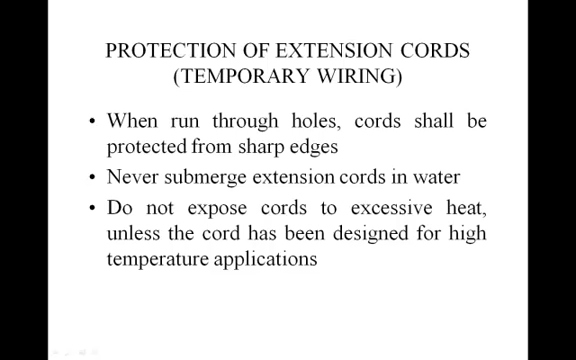 PROTECTION OF EXTENSION CORDS
(TEMPORARY WIRING)
• When run through holes, cords shall be
protected from sharp edges
• Never submerge extension cords in water
• Do not expose cords to excessive heat,
unless the cord has been designed for high
temperature applications